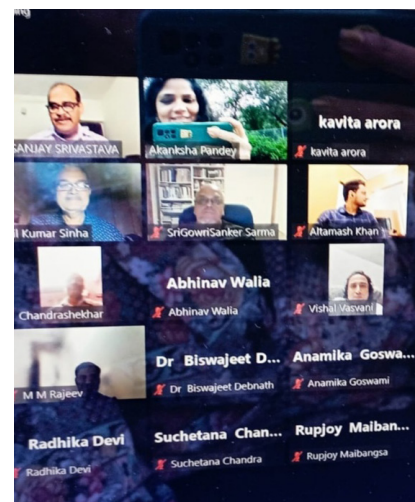 ng
SANJAY SRIVASTAVA
Akanksha Pandey
kavita arora
kavita arora
l Kumar Sinha
SriGowriSanker Sarma
Altamash Khan
Chandrashekhar
Abhinav Walia
Abhinav Walia
Vishal Vasvani
M M Rajeev
Dr Biswajeet D...
Dr Biswajeet Debnath
Anamika Goswa...
Anamika Goswami
Radhika Devi
Radhika Devi
Suchetana Chan...
Suchetana Chandra
Rupjoy Maiban...
Rupjoy Maibangsa